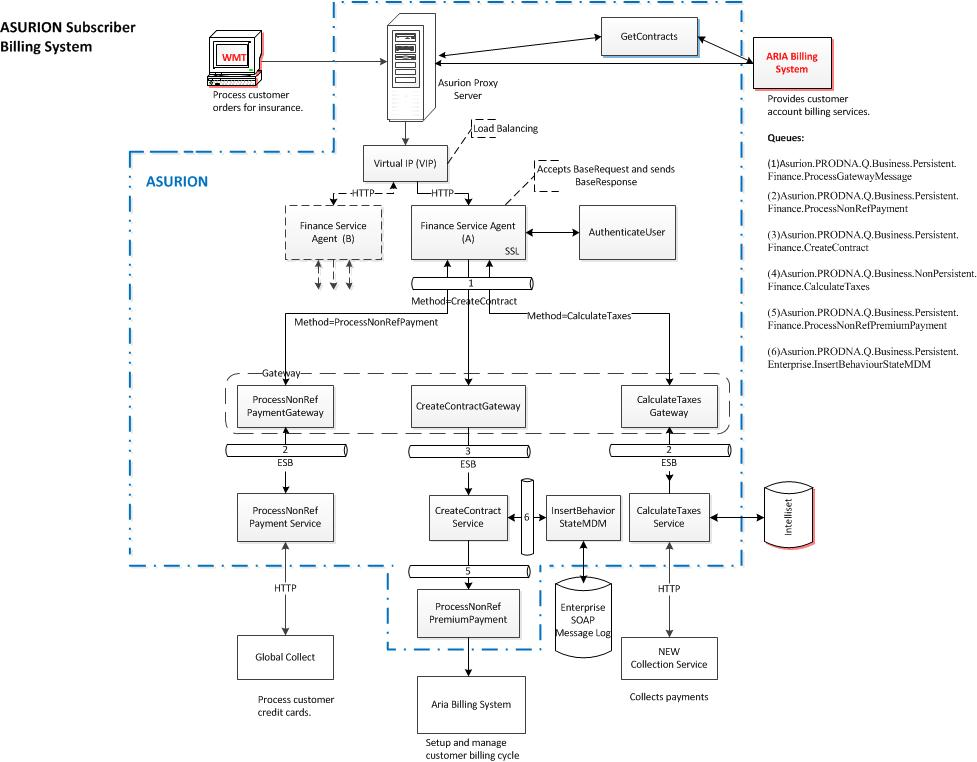 ASURION Subscriber
Billing System
WMT
Process customer
orders for insurance.
Asurion Proxy
Server
GetContracts
ARIA Billing
System
Provides customer
account billing services.
Queues:
(1)Asurion.PRODNA.Q.Business.Persistent.
Finance.ProcessGatewayMessage
(2)Asurion.PRODNA.Q.Business.Persistent.
Finance.ProcessNonRefPayment
(3)Asurion.PRODNA.Q.Business.Persistent.
Finance.CreateContract
(4)Asurion.PRODNA.Q.Business.NonPersistent.
Finance.CalculateTaxes
(5)Asurion.PRODNA.Q.Business.Persistent.
Finance.ProcessNonRefPremiumPayment
(6)Asurion.PRODNA.Q.Business.Persistent.
Enterprise.InsertBehaviourStateMDM
Load Balancing
Virtual IP (VIP)
ASURION
Accepts BaseRequest and sends
BaseResponse
HTTP
HTTP
Finance Service
Agent (B)
Finance Service Agent
(A)
SSL
AuthenticateUser
1
Method=CreateContract
Method=ProcessNonRefPayment
Method=CalculateTaxes
Gateway
ProcessNonRef
PaymentGateway
CreateContractGateway
CalculateTaxes
Gateway
2
3
2
ESB
ESB
ESB
ProcessNonRef
Payment Service
CreateContract
Service
6
InsertBehavior
StateMDM
CalculateTaxes
Service
Intelliset
5
HTTP
HTTP
ProcessNonRef
PremiumPayment
Enterprise
SOAP
Message Log
Global Collect
NEW
Collection Service
Process customer
credit cards.
Aria Billing System
Collects payments
Setup and manage
customer billing cycle